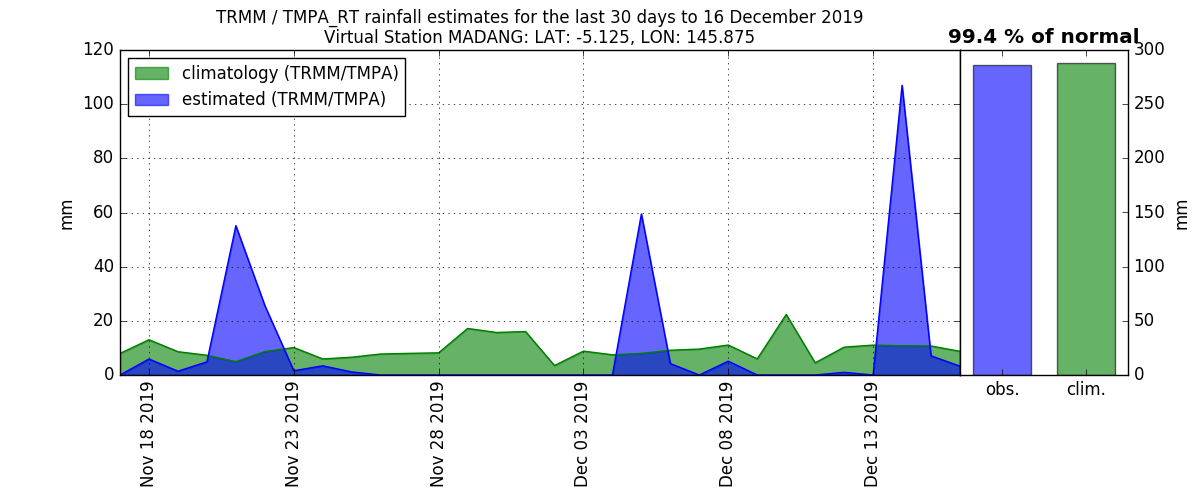 TRMM / TMPA_RT rainfall estimates for the last 30 days to 16 December 2019
Virtual Station MADANG: LAT: -5.125, LON: 145.875
99.4 % of normal
climatology (TRMM/TMPA)
estimated (TRMM/TMPA)
120
100
80
60
40
20
0
mm
Nov 18 2019
Nov 23 2019
Nov 28 2019
Dec 03 2019
Dec 08 2019
Dec 13 2019
obs.
clim.
300
250
200
150
100
50
0
mm